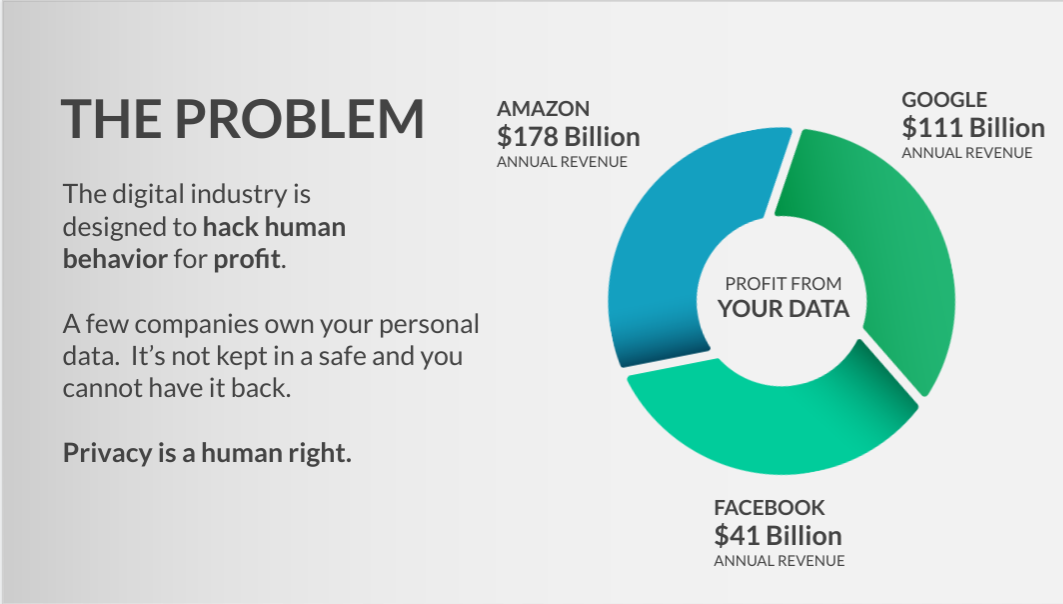 THE PROBLEM
The digital industry is
designed to hack human
behavior for profit.
A few companies own your personal
data.  It’s not kept in a safe and you
cannot have it back.
Privacy is a human right.
AMAZON
$178 Billion
ANNUAL REVENUE
GOOGLE
$111 Billion
ANNUAL REVENUE
PROFIT FROM
YOUR DATA
FACEBOOK
$41 Billion
ANNUAL REVENUE